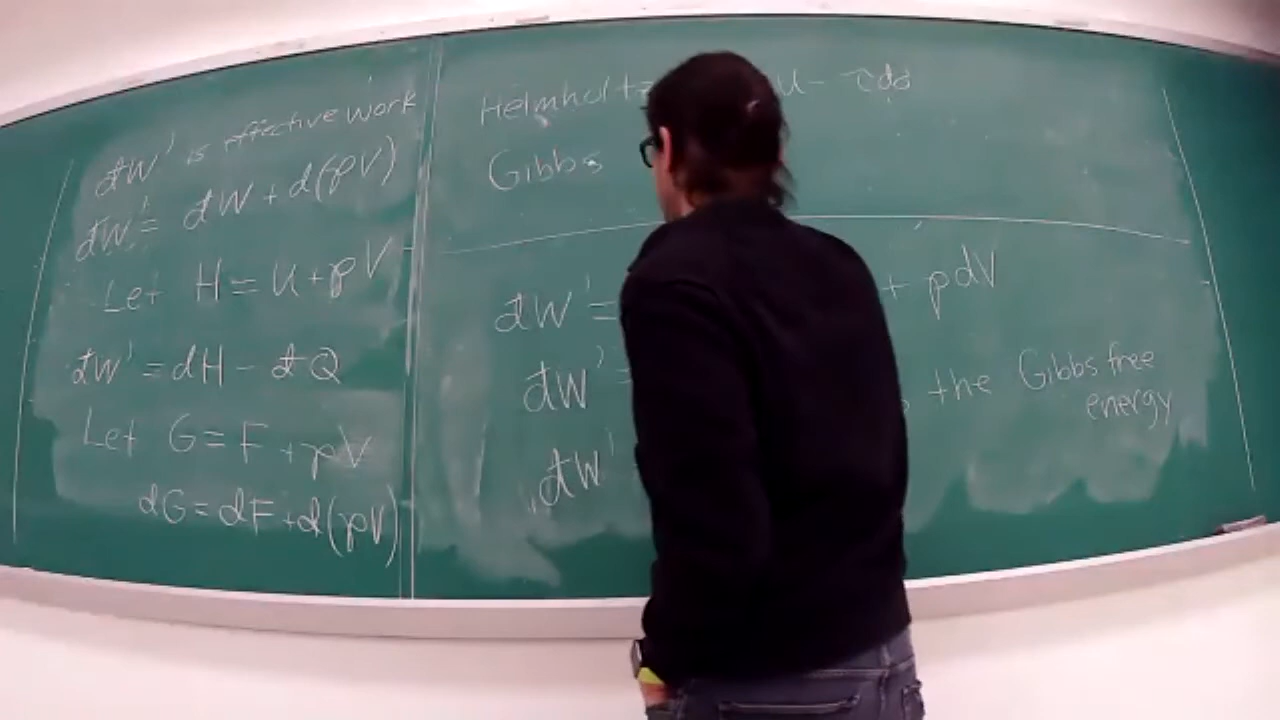 đW' is effective work
đW' = đW + d(pV)
Let H = U + pV
đW' = dH - đQ
Let G = F + pV
dG = dF + d(pV)
Helmholtz U - τdσ
Gibbs
đW' = + pdV
đW' = the Gibbs free
energy
đW'